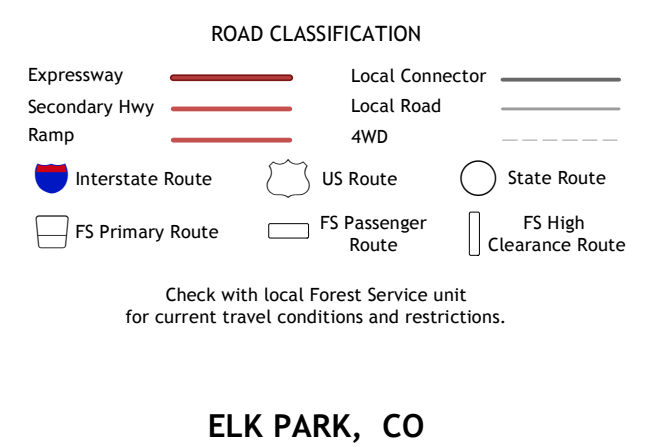 ROAD CLASSIFICATION
Expressway
Local Connector
Secondary Hwy
Local Road
Ramp
4WD
Interstate Route
US Route
State Route
FS Primary Route
FS Passenger
Route
FS High
Clearance Route
Check with local Forest Service unit
for current travel conditions and restrictions.
ELK PARK, CO